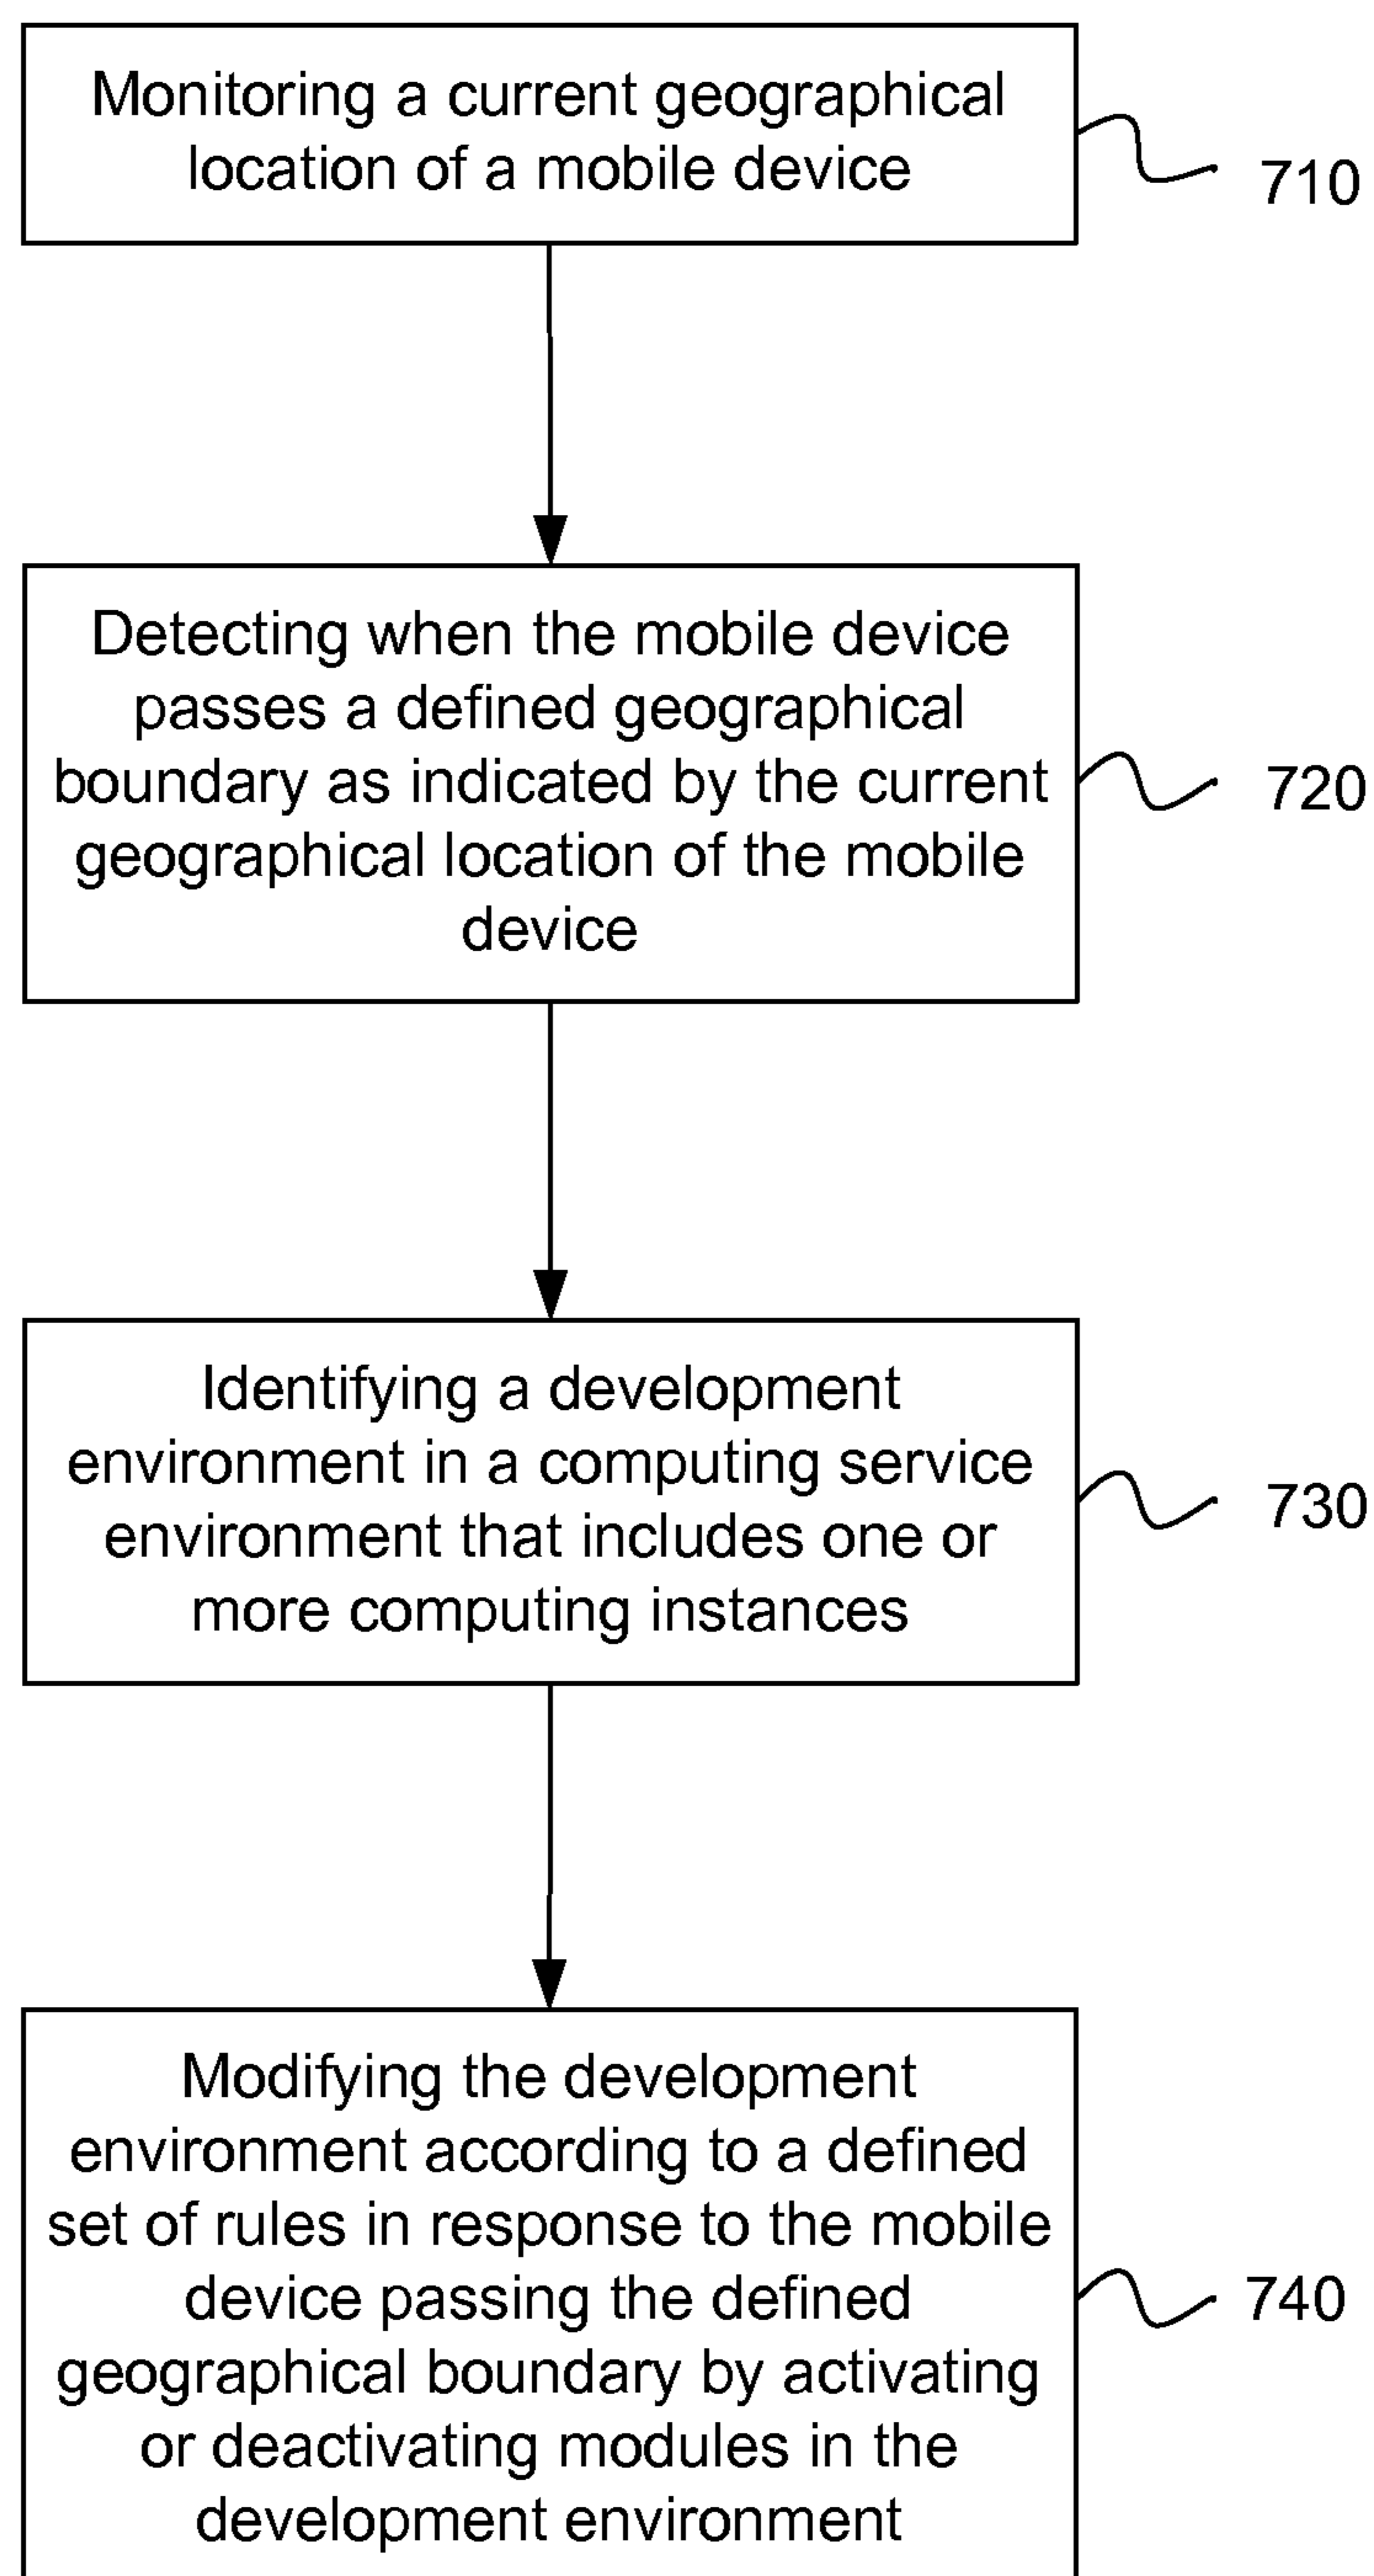 Monitoring a current geographical
location of a mobile device
710
Detecting when the mobile device
passes a defined geographical
boundary as indicated by the current
geographical location of the mobile
device
720
Identifying a development
environment in a computing service
environment that includes one or
more computing instances
730
Modifying the development
environment according to a defined
set of rules in response to the mobile
device passing the defined
geographical boundary by activating
or deactivating modules in the
development environment
740